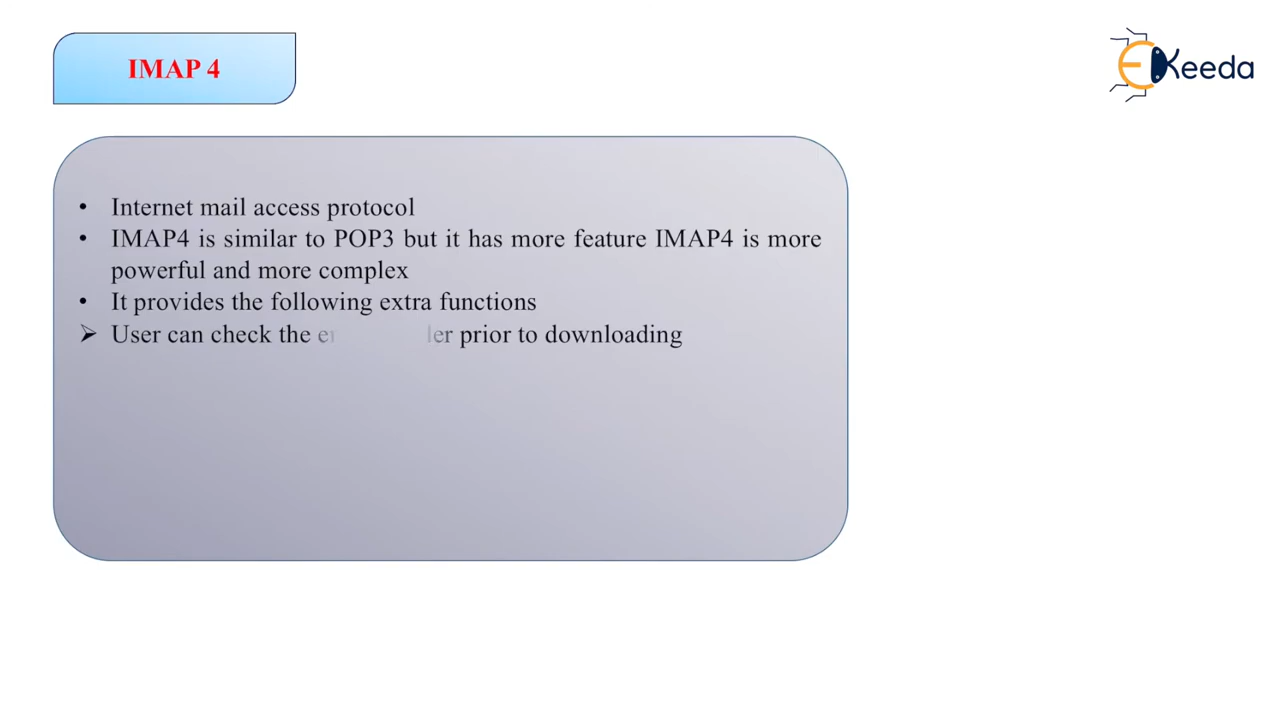 IMAP 4
EKeeda
• Internet mail access protocol
• IMAP4 is similar to POP3 but it has more feature IMAP4 is more
powerful and more complex
• It provides the following extra functions
➢ User can check the prior to downloading